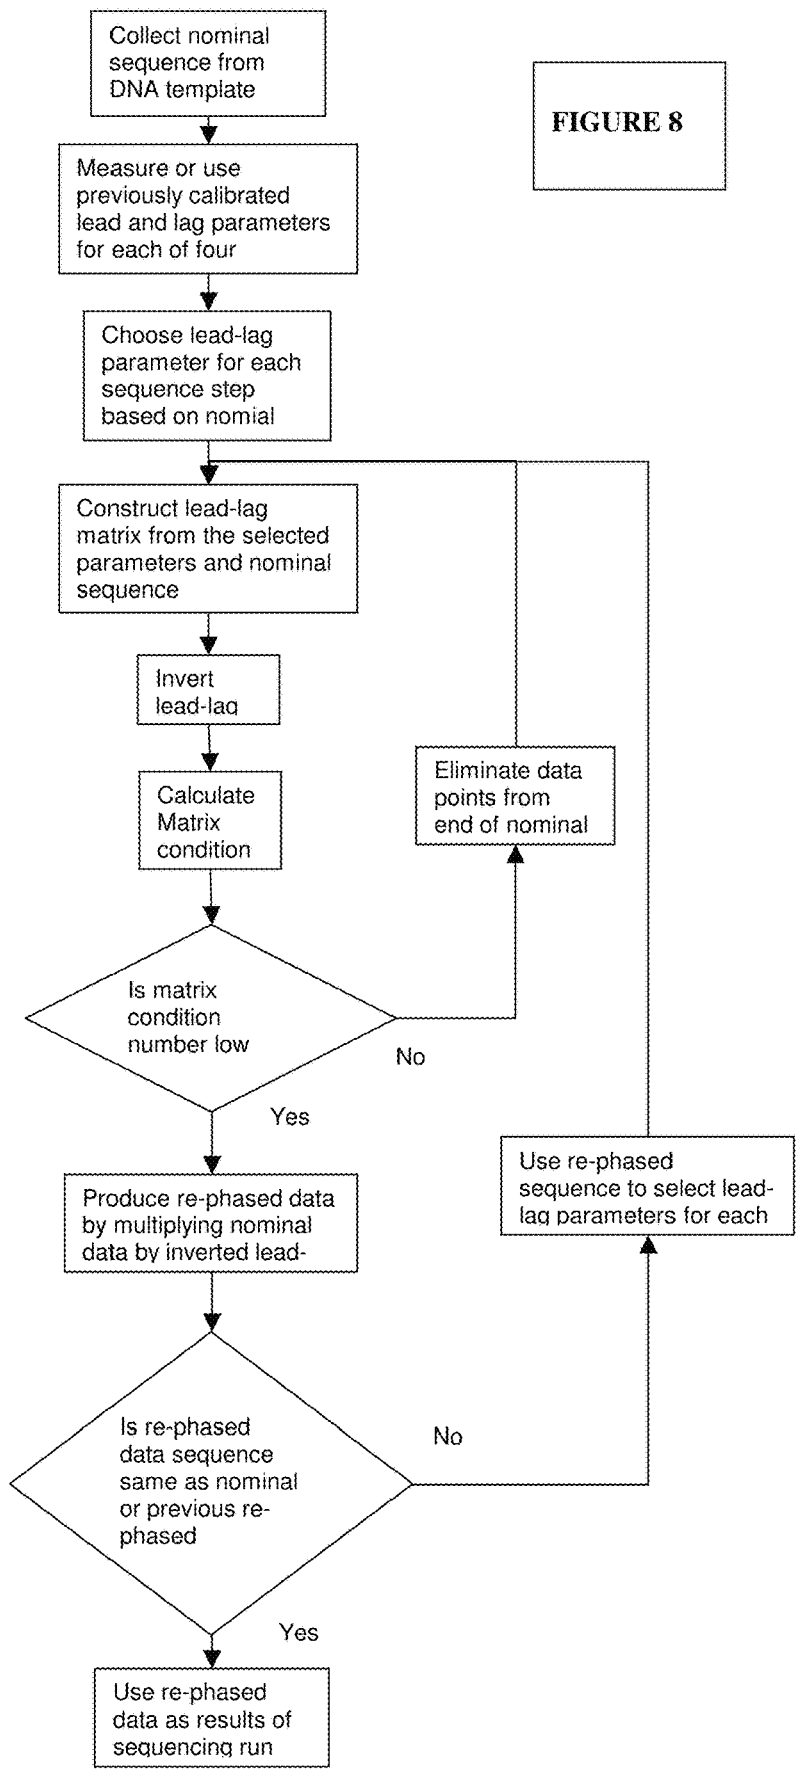 Collect nominal
sequence from
DNA template
FIGURE 8
Measure or use
previously calibrated
lead and lag parameters
for each of four
Choose lead-lag
parameter for each
sequence step
based on nomial
Construct lead-lag
matrix from the selected
parameters and nominal
sequence
Invert
lead-lag
Calculate
Matrix
condition
Eliminate data
points from
end of nominal
Is matrix
condition
number low
No
Yes
Use re-phased
sequence to select lead-
lag parameters for each
Produce re-phased data
by multiplying nominal
data by inverted lead-
Is re-phased
data sequence
same as nominal
or previous re-
phased
No
Yes
Use re-phased
data as results of
sequencing run